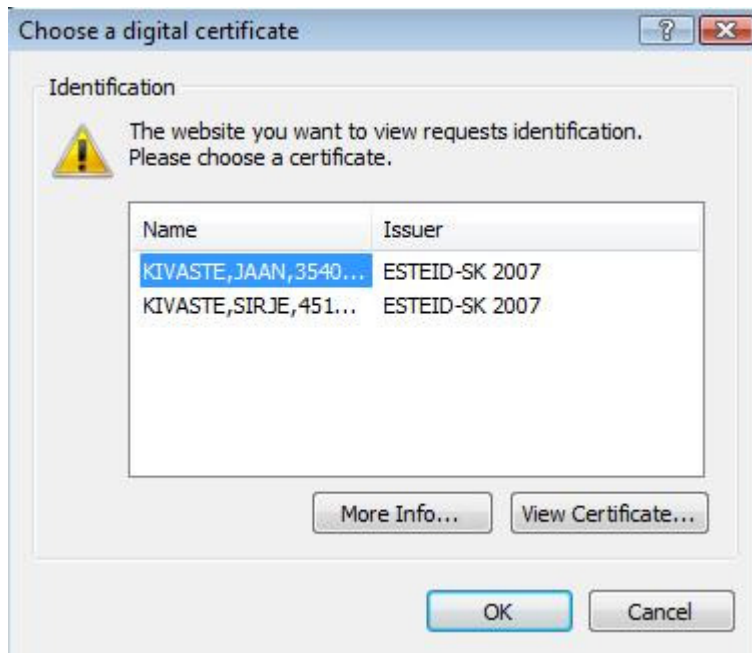 Choose a digital certificate
Identification
The website you want to view requests identification.
Please choose a certificate.
Name Issuer
KIVASTE,JAAN,3540... ESTEID-SK 2007
KIVASTE,SIRJE,451... ESTEID-SK 2007
More Info... View Certificate...
OK Cancel